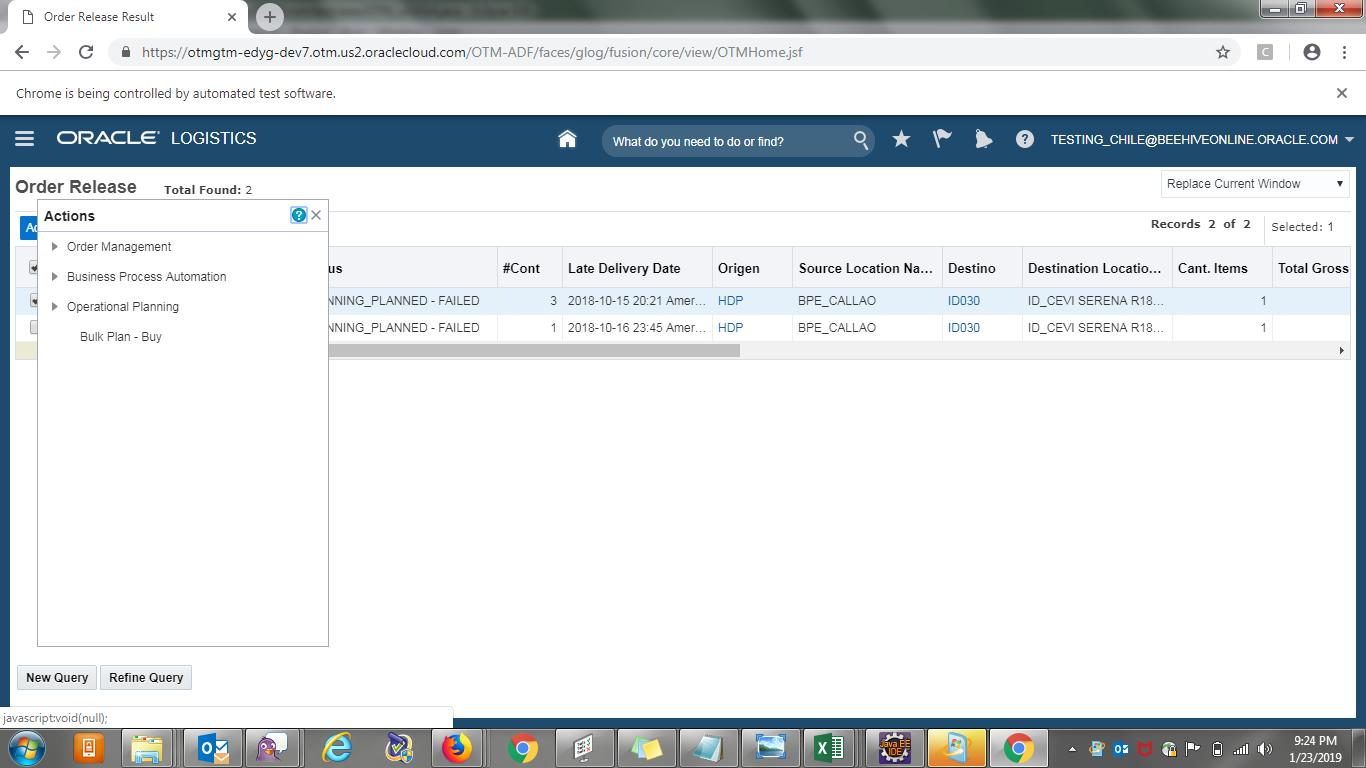 Order Release Result
https://otmgtm-edyg-dev7.otm.us2.oraclecloud.com/OTM-ADF/faces/glog/fusion/core/view/OTMHome.jsf
C
Chrome is being controlled by automated test software.
ORACLE LOGISTICS
What do you need to do or find?
TESTING_CHILE@BEEHIVEONLINE.ORACLE.COM
Order Release Total Found: 2
Replace Current Window
Records 2 of 2 Selected: 1
Actions
Order Management
Business Process Automation
Operational Planning
Bulk Plan - Buy
us #Cont Late Delivery Date Origen Source Location Na... Destino Destination Locatio... Cant. Items Total Gross
NNING_PLANNED - FAILED 3 2018-10-15 20:21 Amer... HDP BPE_CALLAO ID030 ID_CEVI SERENA R18... 1
NNING_PLANNED - FAILED 1 2018-10-16 23:45 Amer... HDP BPE_CALLAO ID030 ID_CEVI SERENA R18... 1
New Query Refine Query
javascript:void(null);
Java EE
IDE
9:24 PM
1/23/2019